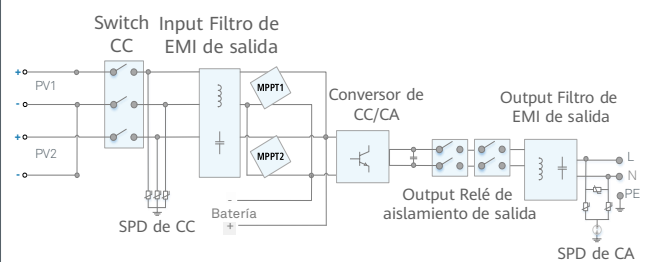 Switch
CC
Input Filtro de
EMI de salida
+
PV1
-
+
PV2
-
MPPT1
MPPT2
Conversor de
CC/CA
Output Filtro de
EMI de salida
L
N
PE
Output Relé de
aislamiento de salida
-
Batería
+
SPD de CC
SPD de CA